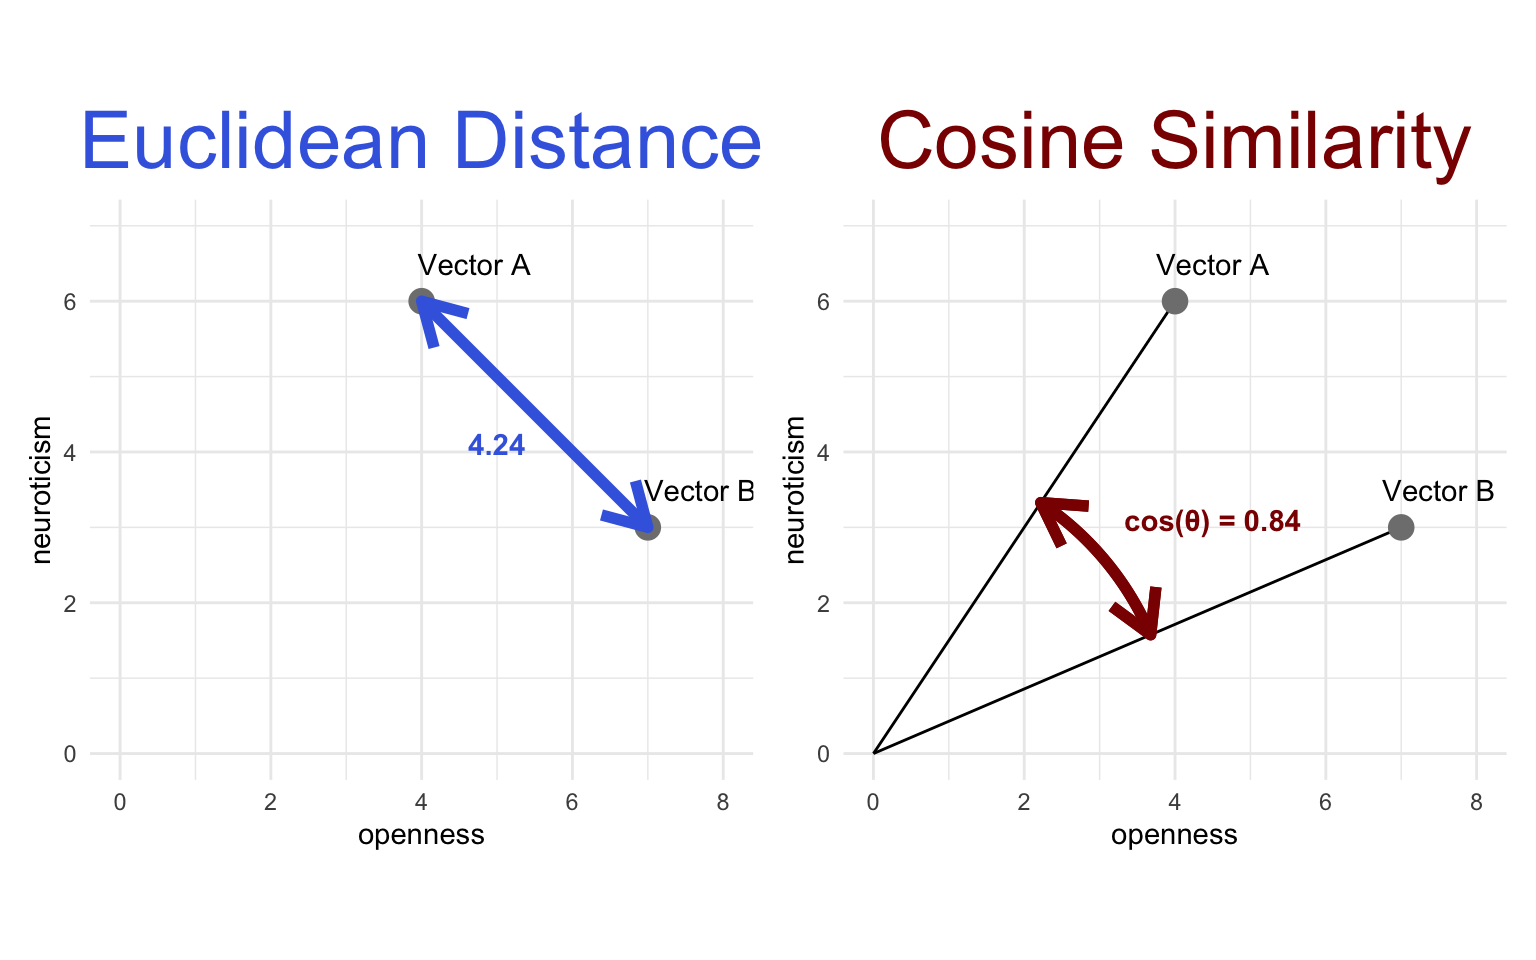 Euclidean Distance
Vector A
6
4.24
4
Vector B
neuroticism
2
0
0 2 4 6 8
openness
Cosine Similarity
Vector A
6
4
Vector B
cos(θ) = 0.84
neuroticism
2
0
0 2 4 6 8
openness